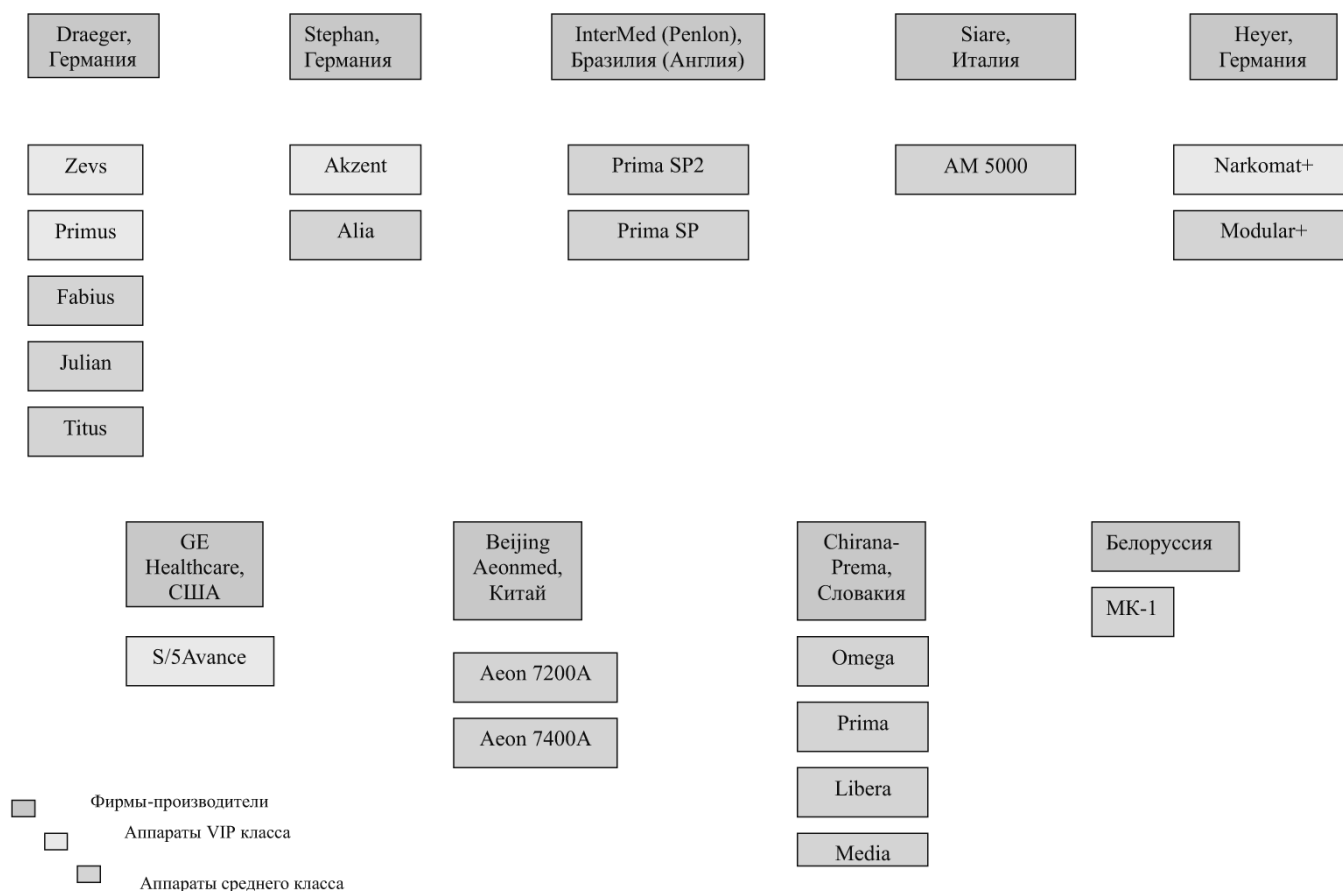 Draeger,
Германия
Stephan,
Германия
InterMed (Penlon),
Бразилия (Англия)
Siare,
Италия
Heyer,
Германия
Zevs
Akzent
Prima SP2
AM 5000
Narkomat+
Primus
Alia
Prima SP
Modular+
Fabius
Julian
Titus
GE
Healthcare,
США
Beijing
Aeonmed,
Китай
Chirana-
Prema,
Словакия
Белоруссия
МК-1
S/5Avance
Aeon 7200A
Omega
Aeon 7400A
Prima
Libera
Media
Фирмы-производители
Аппараты VIP класса
Аппараты среднего класса